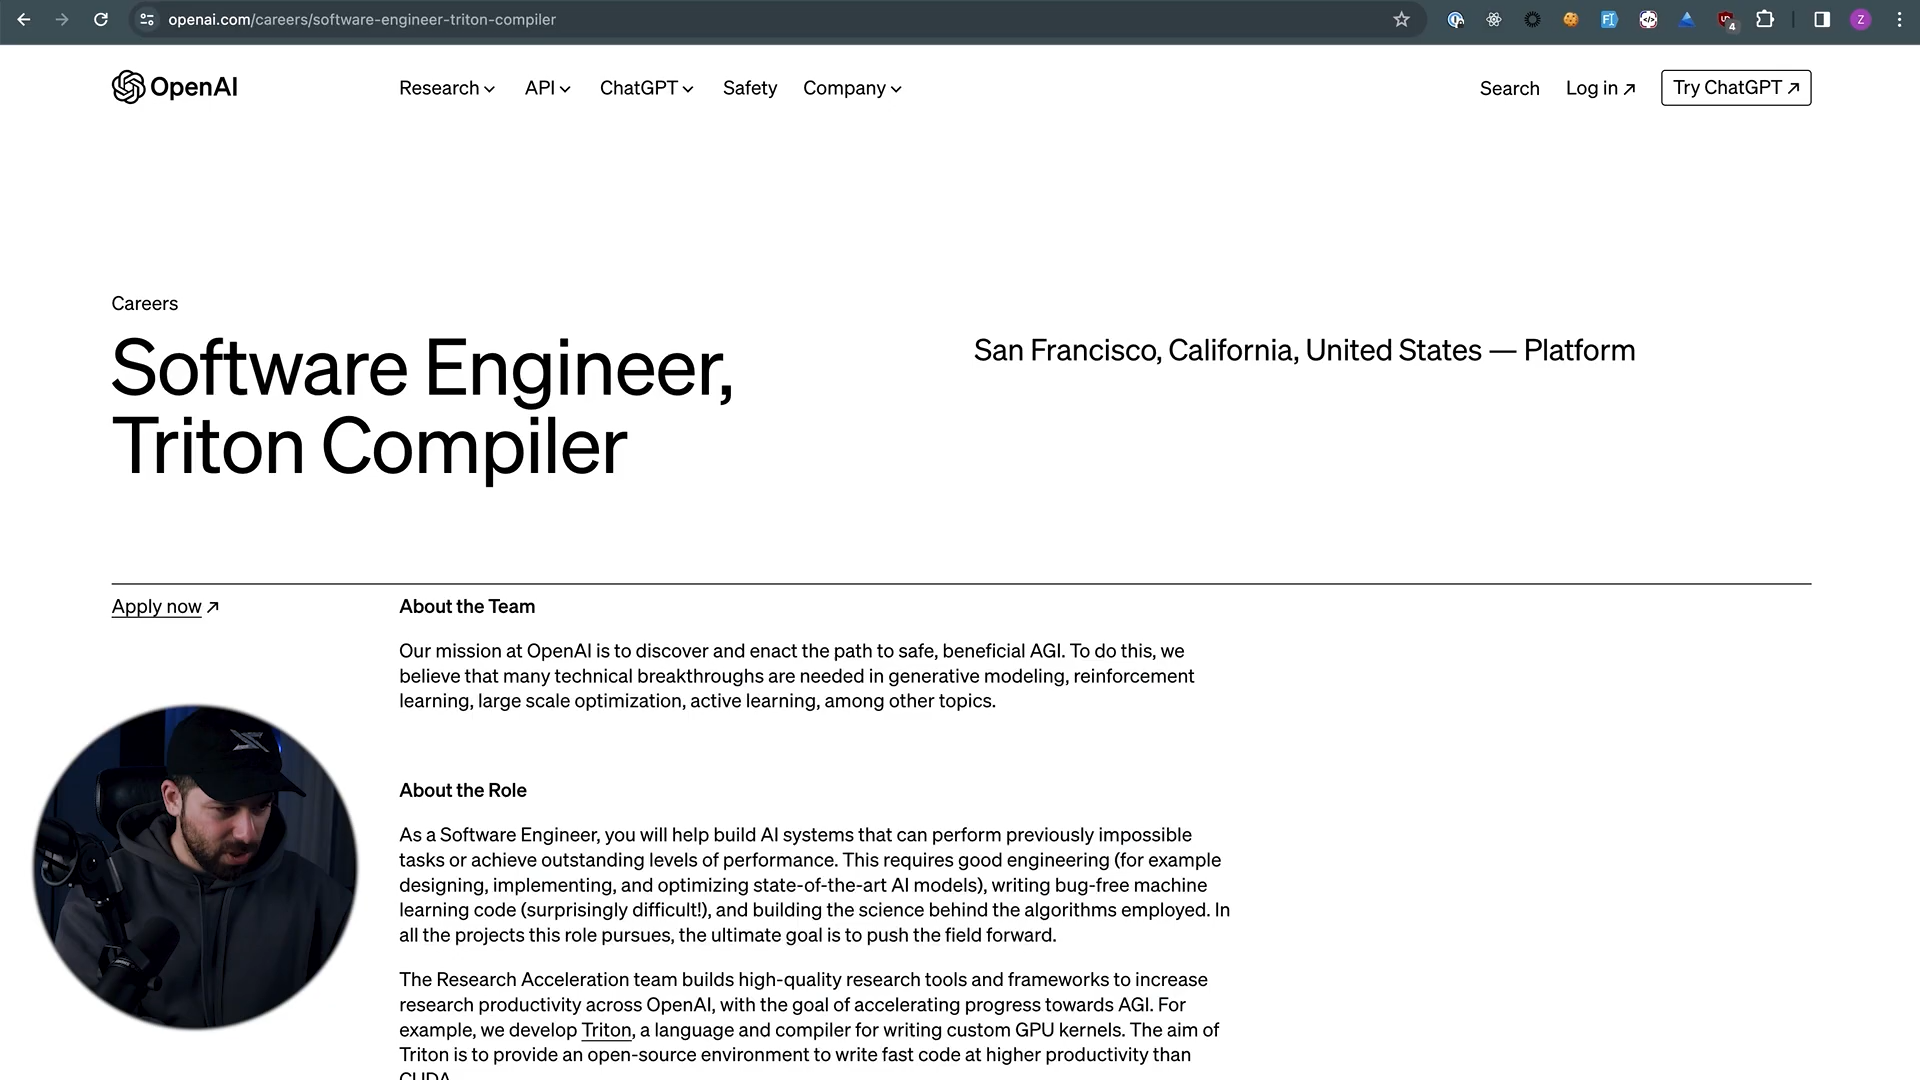 openai.com/careers/software-engineer-triton-compiler
4
Z
OpenAI
Research
API
ChatGPT
Safety
Company
Search
Log in
Try ChatGPT
Careers
Software Engineer,
Triton Compiler
San Francisco, California, United States — Platform
Apply now
About the Team
Our mission at OpenAI is to discover and enact the path to safe, beneficial AGI. To do this, we
believe that many technical breakthroughs are needed in generative modeling, reinforcement
learning, large scale optimization, active learning, among other topics.
About the Role
As a Software Engineer, you will help build AI systems that can perform previously impossible
tasks or achieve outstanding levels of performance. This requires good engineering (for example
designing, implementing, and optimizing state-of-the-art AI models), writing bug-free machine
learning code (surprisingly difficult!), and building the science behind the algorithms employed. In
all the projects this role pursues, the ultimate goal is to push the field forward.
The Research Acceleration team builds high-quality research tools and frameworks to increase
research productivity across OpenAI, with the goal of accelerating progress towards AGI. For
example, we develop Triton, a language and compiler for writing custom GPU kernels. The aim of
Triton is to provide an open-source environment to write fast code at higher productivity than
CUDA.